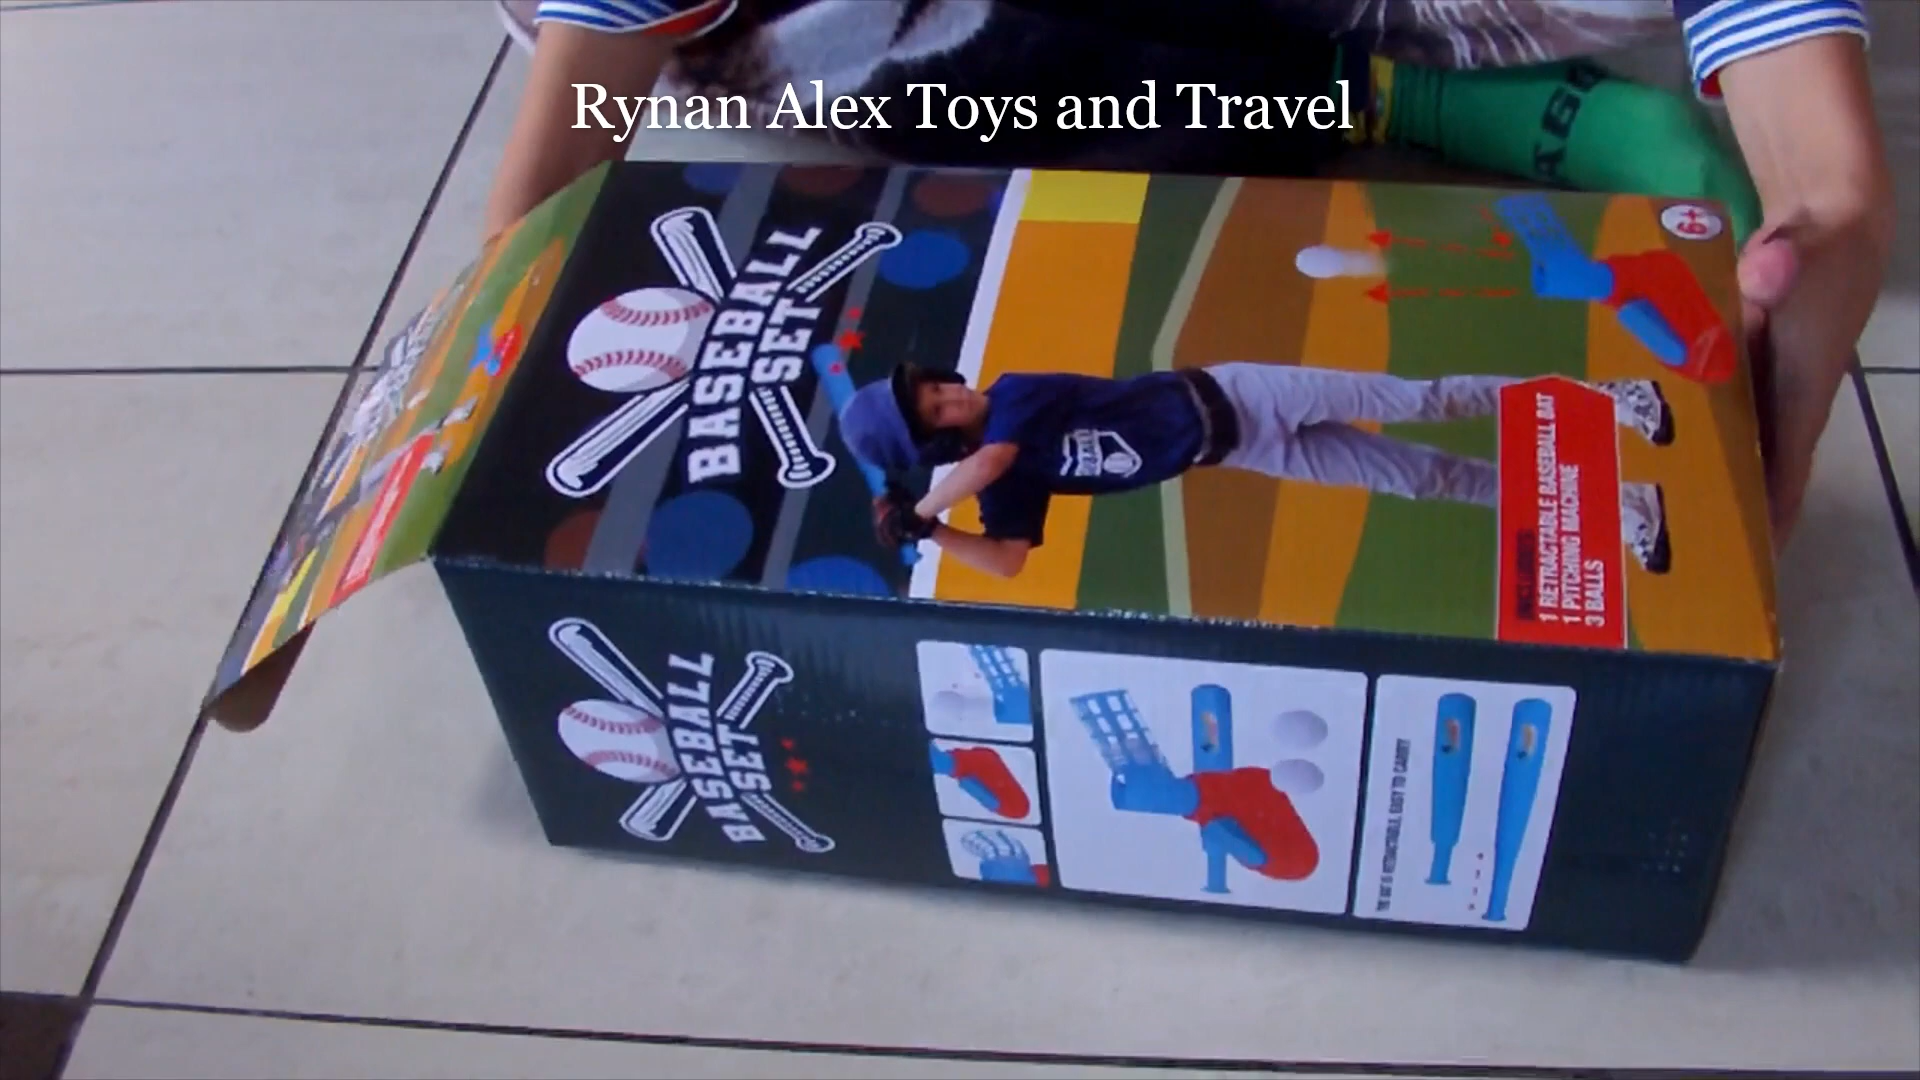 Rynan Alex Toys and Travel
BASEBALL
SET
6+
1 RETRACTABLE BASEBALL BAT
1 PITCHING MACHINE
3 BALLS
BASEBALL
SET
THE BAT IS RETRACTABLE, EASY TO CARRY